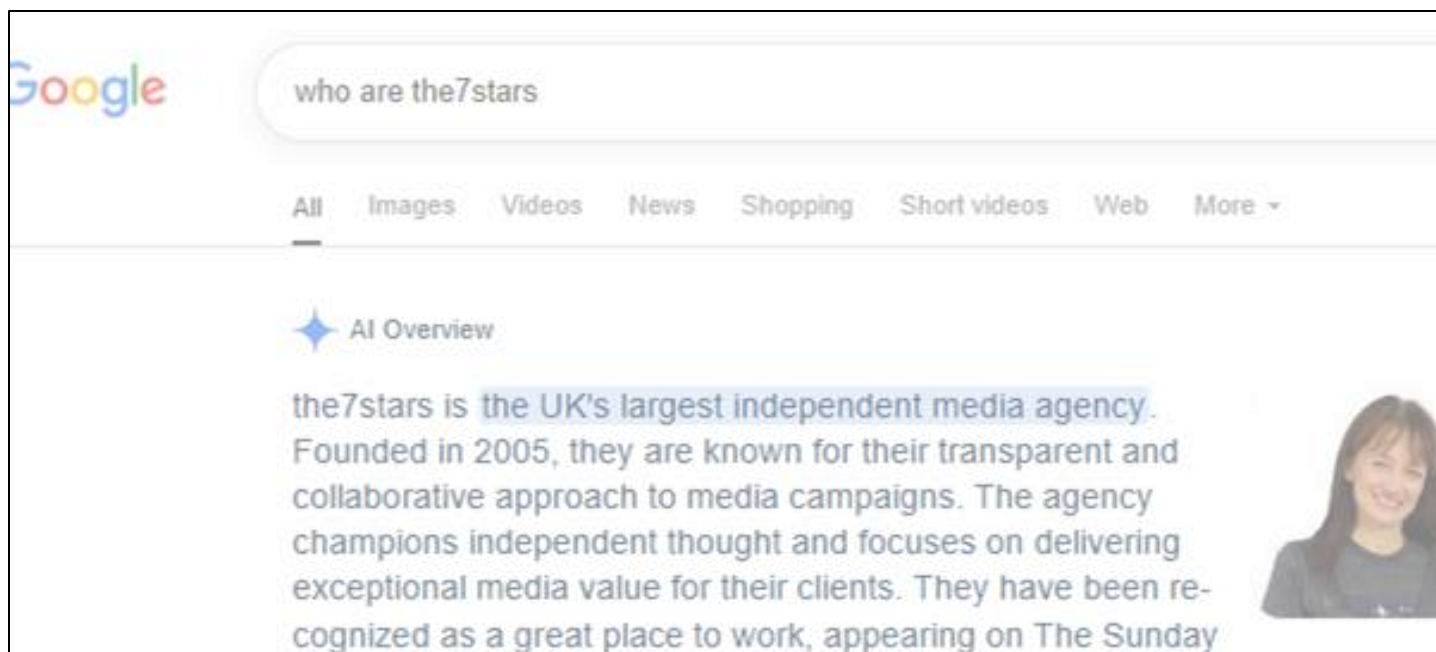 Google
who are the7stars
All Images Videos News Shopping Short videos Web More
AI Overview
the7stars is the UK's largest independent media agency.
Founded in 2005, they are known for their transparent and
collaborative approach to media campaigns. The agency
champions independent thought and focuses on delivering
exceptional media value for their clients. They have been re-
cognized as a great place to work, appearing on The Sunday